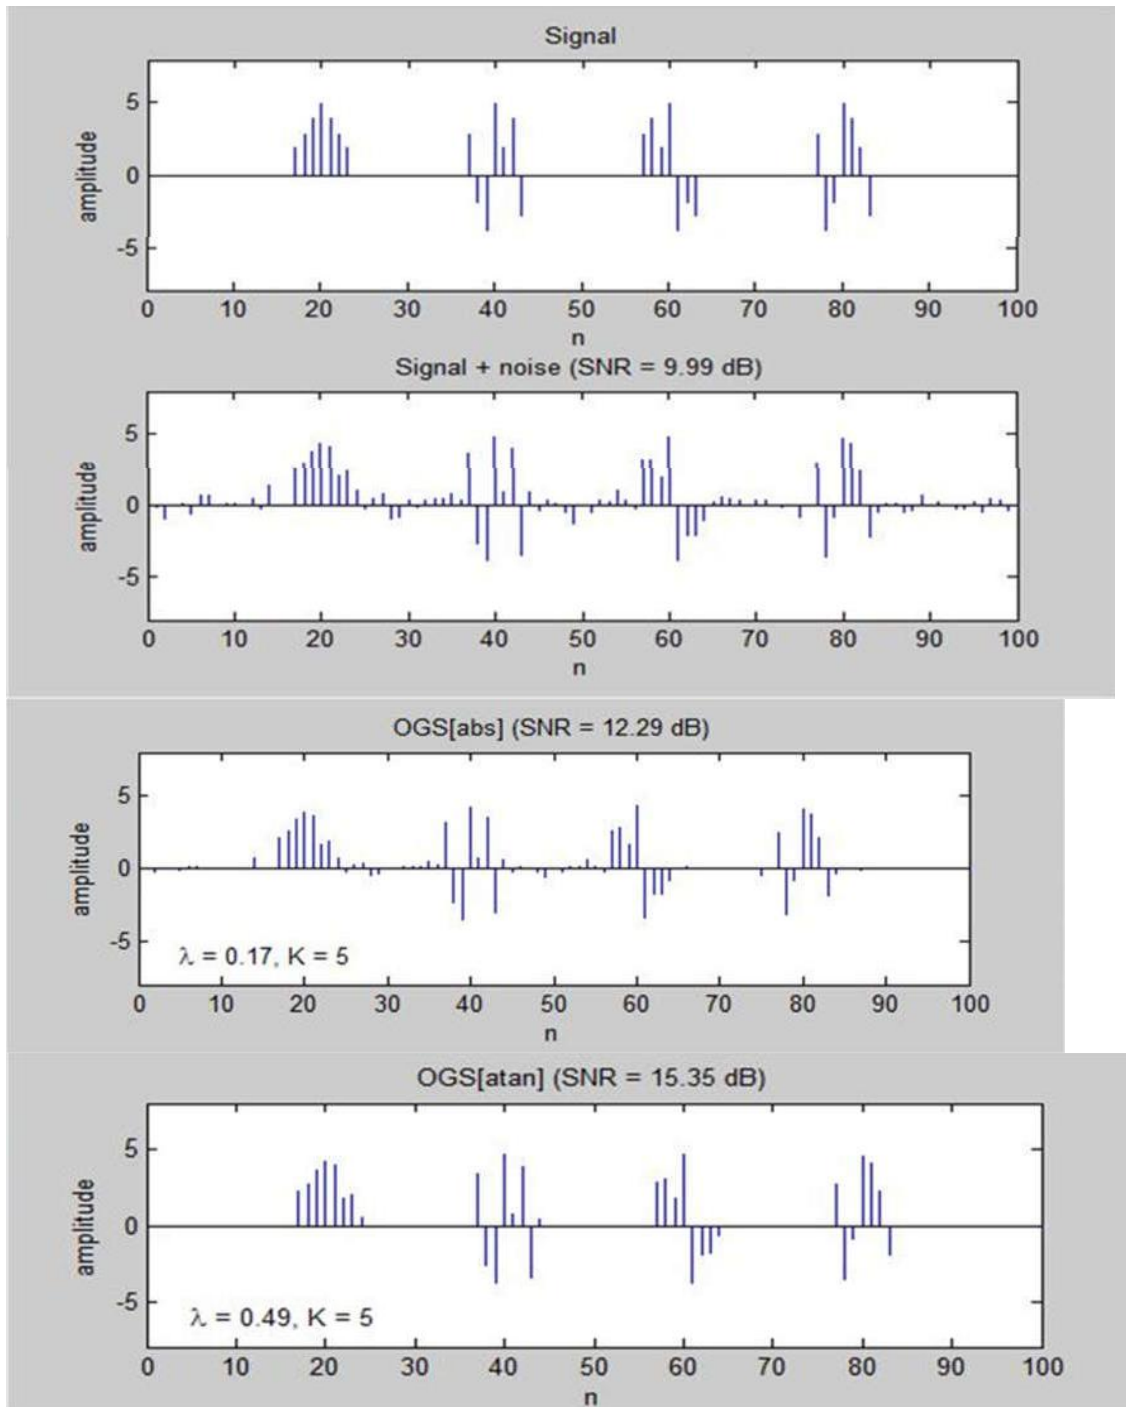 Signal
amplitude
5
0
-5
0 10 20 30 40 50 60 70 80 90 100
n
Signal + noise (SNR = 9.99 dB)
amplitude
5
0
-5
0 10 20 30 40 50 60 70 80 90 100
n
OGS[abs] (SNR = 12.29 dB)
amplitude
5
0
-5
λ = 0.17, K = 5
0 10 20 30 40 50 60 70 80 90 100
n
OGS[atan] (SNR = 15.35 dB)
amplitude
5
0
-5
λ = 0.49, K = 5
0 10 20 30 40 50 60 70 80 90 100
n